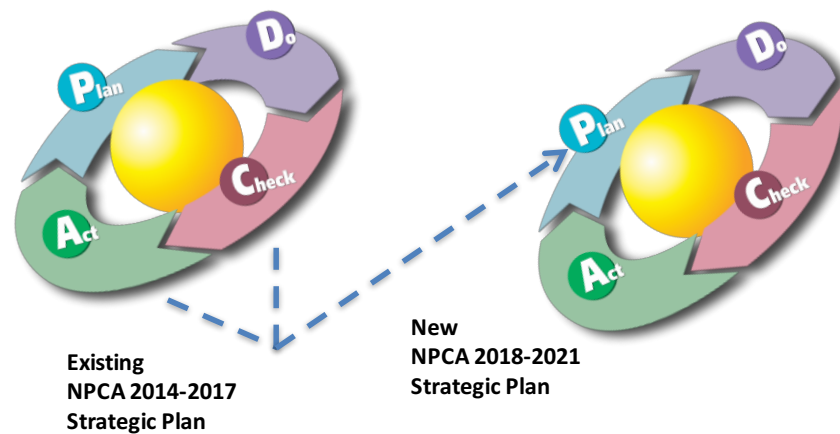 Plan
Do
Check
Act
Existing
NPCA 2014-2017
Strategic Plan
Plan
Do
Check
Act
New
NPCA 2018-2021
Strategic Plan